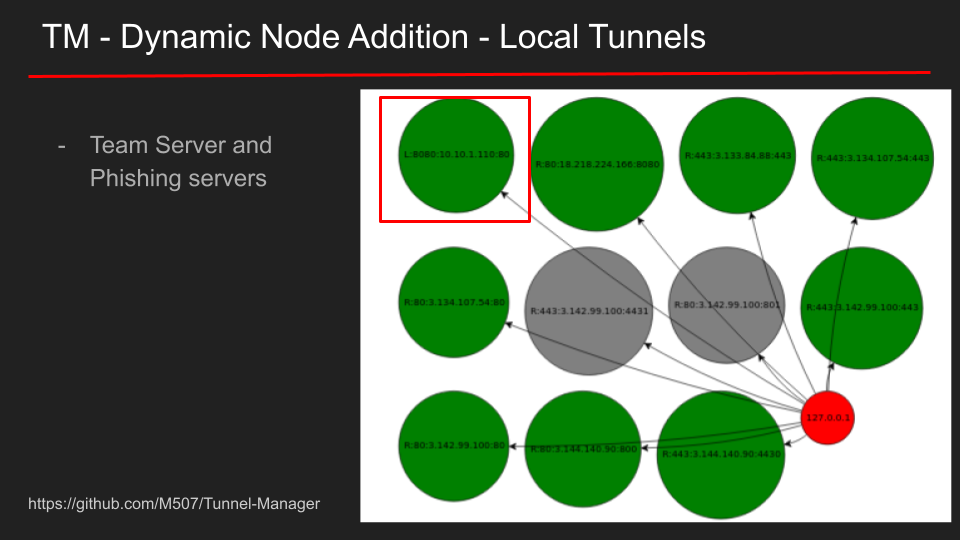 TM - Dynamic Node Addition - Local Tunnels
- Team Server and
Phishing servers
L:8080:10.10.1.110:80
R:80:18.218.224.166:8080
R:443:3.133.84.88:443
R:443:3.134.107.54:443
R:80:3.134.107.54:80
R:443:3.142.99.100:4431
R:80:3.142.99.100:801
R:443:3.142.99.100:443
127.0.0.1
R:80:3.142.99.100:80
R:80:3.144.140.90:800
R:443:3.144.140.90:4430
https://github.com/M507/Tunnel-Manager